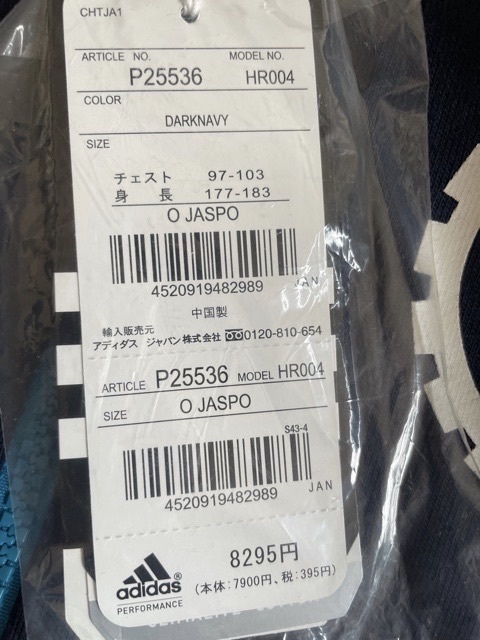 CHTJA1
ARTICLE NO. MODEL NO.
P25536 HR004
COLOR
DARKNAVY
SIZE
チェスト 97-103
身長 177-183
O JASPO
4520919482989 JAN
中国製
輸入販売元
アディダス ジャパン株式会社 0120-810-654
ARTICLE P25536 MODEL HR004
SIZE O JASPO
S43-4
4520919482989 JAN
adidas®
PERFORMANCE
8295円
(本体:7900円、税:395円)